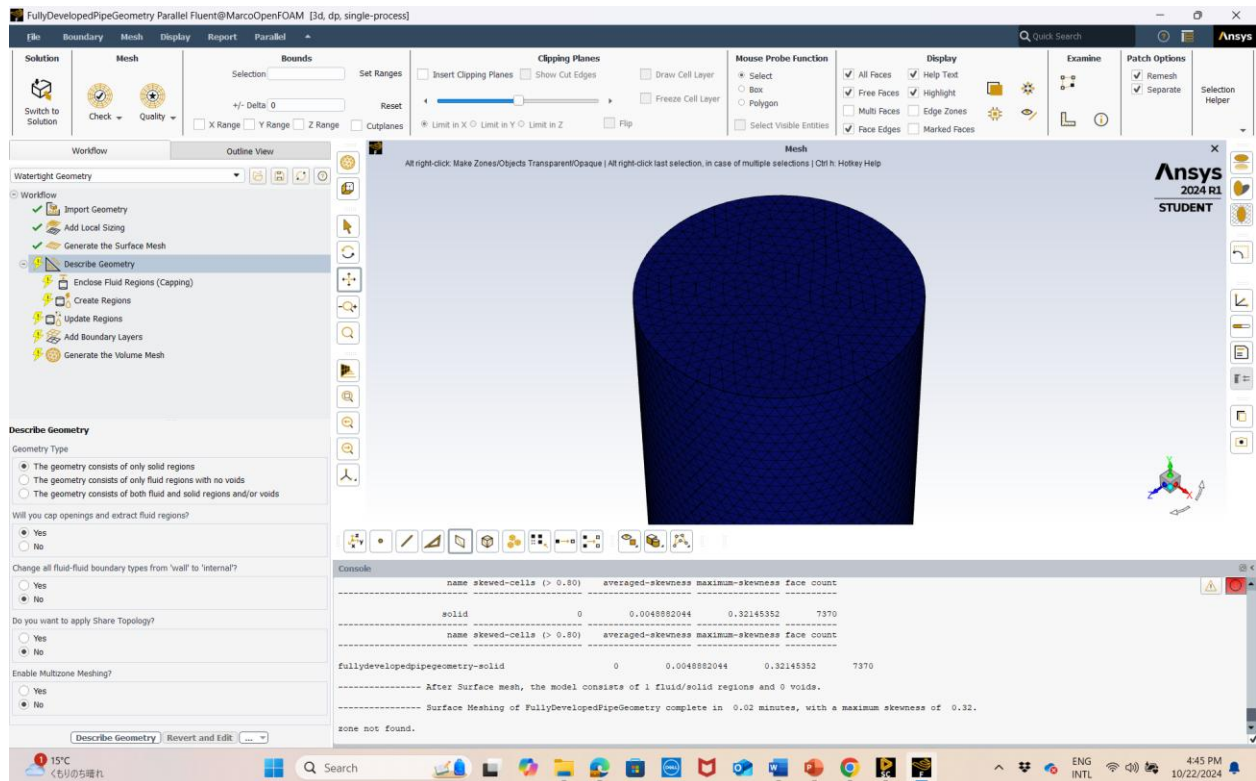 FullyDevelopedPipeGeometry Parallel Fluent@MarcoOpenFOAM [3d, dp, single-process]
File Boundary Mesh Display Report Parallel
Quick Search
Ansys
Solution
Switch to
Solution
Mesh
Check
Quality
Bounds
Selection
Set Ranges
+/- Delta 0
Reset
X Range Y Range Z Range Cutplanes
Clipping Planes
Insert Clipping Planes Show Cut Edges Draw Cell Layer
Freeze Cell Layer
Limit in X Limit in Y Limit in Z Flip
Mouse Probe Function
Select
Box
Polygon
Select Visible Entities
Display
All Faces Help Text
Free Faces Highlight
Multi Faces Edge Zones
Face Edges Marked Faces
Examine
Patch Options
Remesh
Separate
Selection
Helper
Workflow Outline View
Watertight Geometry
Workflow
Import Geometry
Add Local Sizing
Generate the Surface Mesh
Describe Geometry
Enclose Fluid Regions (Capping)
Create Regions
Update Regions
Add Boundary Layers
Generate the Volume Mesh
Describe Geometry
Geometry Type
The geometry consists of only solid regions
The geometry consists of only fluid regions with no voids
The geometry consists of both fluid and solid regions and/or voids
Will you cap openings and extract fluid regions?
Yes
No
Change all fluid-fluid boundary types from 'wall' to 'internal'?
Yes
No
Do you want to apply Share Topology?
Yes
No
Enable Multizone Meshing?
Yes
No
Describe Geometry Revert and Edit ...
Mesh
Alt right-click: Make Zones/Objects Transparent/Opaque | Alt right-click last selection, in case of multiple selections | Ctrl h: Hotkey Help
Ansys
2024 R1
STUDENT
Y
Z
X
Console
name skewed-cells (> 0.80) averaged-skewness maximum-skewness face count
---------------------------------- ---------------------- -------------------- ---------------- ----------
solid 0 0.0048882044 0.32145352 7370
---------------------------------- ---------------------- -------------------- ---------------- ----------
name skewed-cells (> 0.80) averaged-skewness maximum-skewness face count
---------------------------------- ---------------------- -------------------- ---------------- ----------
fullydevelopedpipegeometry-solid 0 0.0048882044 0.32145352 7370
---------------- After Surface mesh, the model consists of 1 fluid/solid regions and 0 voids.
---------------- Surface Meshing of FullyDevelopedPipeGeometry complete in 0.02 minutes, with a maximum skewness of 0.32.
zone not found.
1
15°C
くもりのち晴れ
Search
DELL
SC
F
ENG
INTL
4:45 PM
10/22/2024